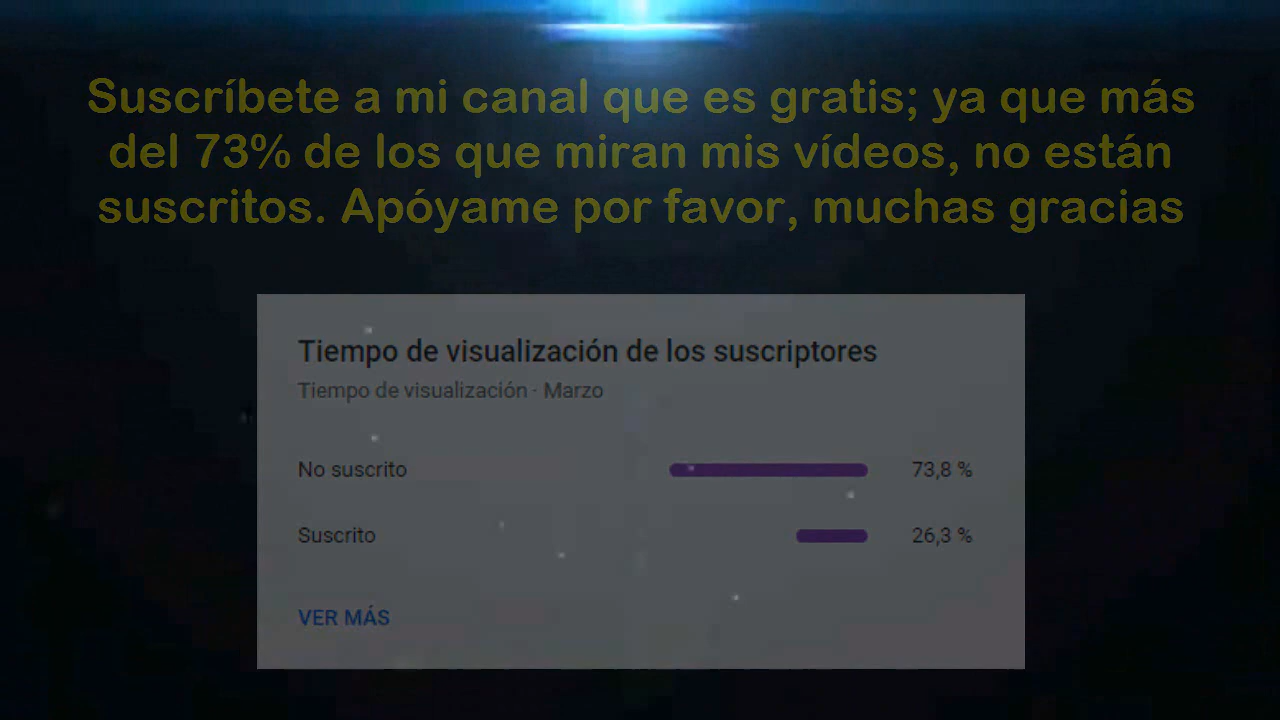 Suscríbete a mi canal que es gratis; ya que más
del 73% de los que miran mis vídeos, no están
suscritos. Apóyame por favor, muchas gracias
Tiempo de visualización de los suscriptores
Tiempo de visualización · Marzo
No suscrito 73,8 %
Suscrito 26,3 %
VER MÁS